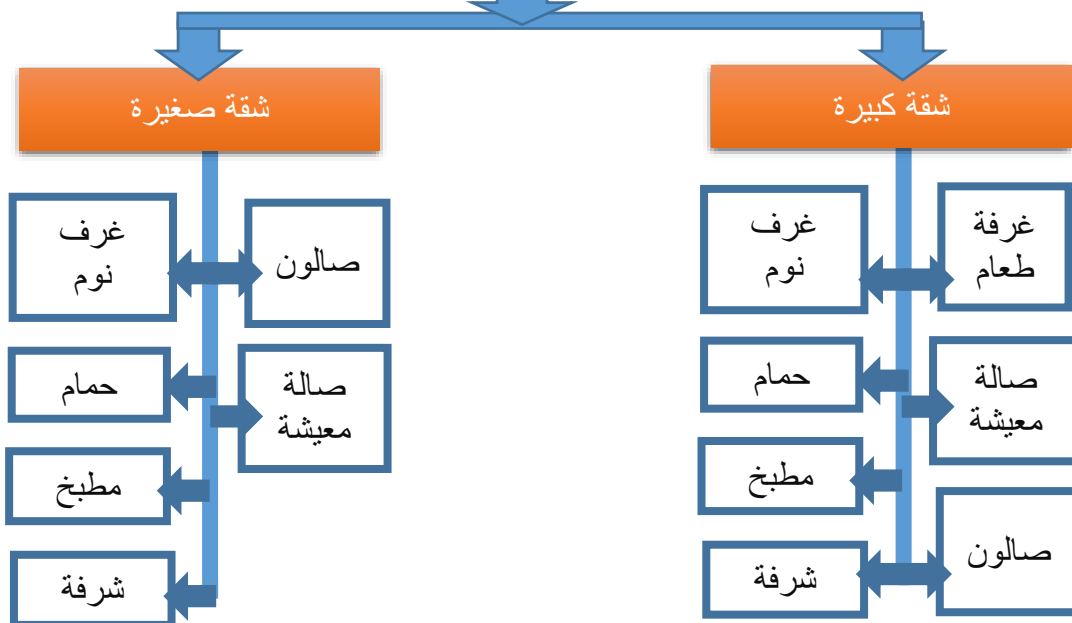 شقة كبيرة
غرفة
طعام
غرف
نوم
صالة
معيشة
حمام
مطبخ
صالون
شرفة
شقة صغيرة
صالون
غرف
نوم
صالة
معيشة
حمام
مطبخ
شرفة